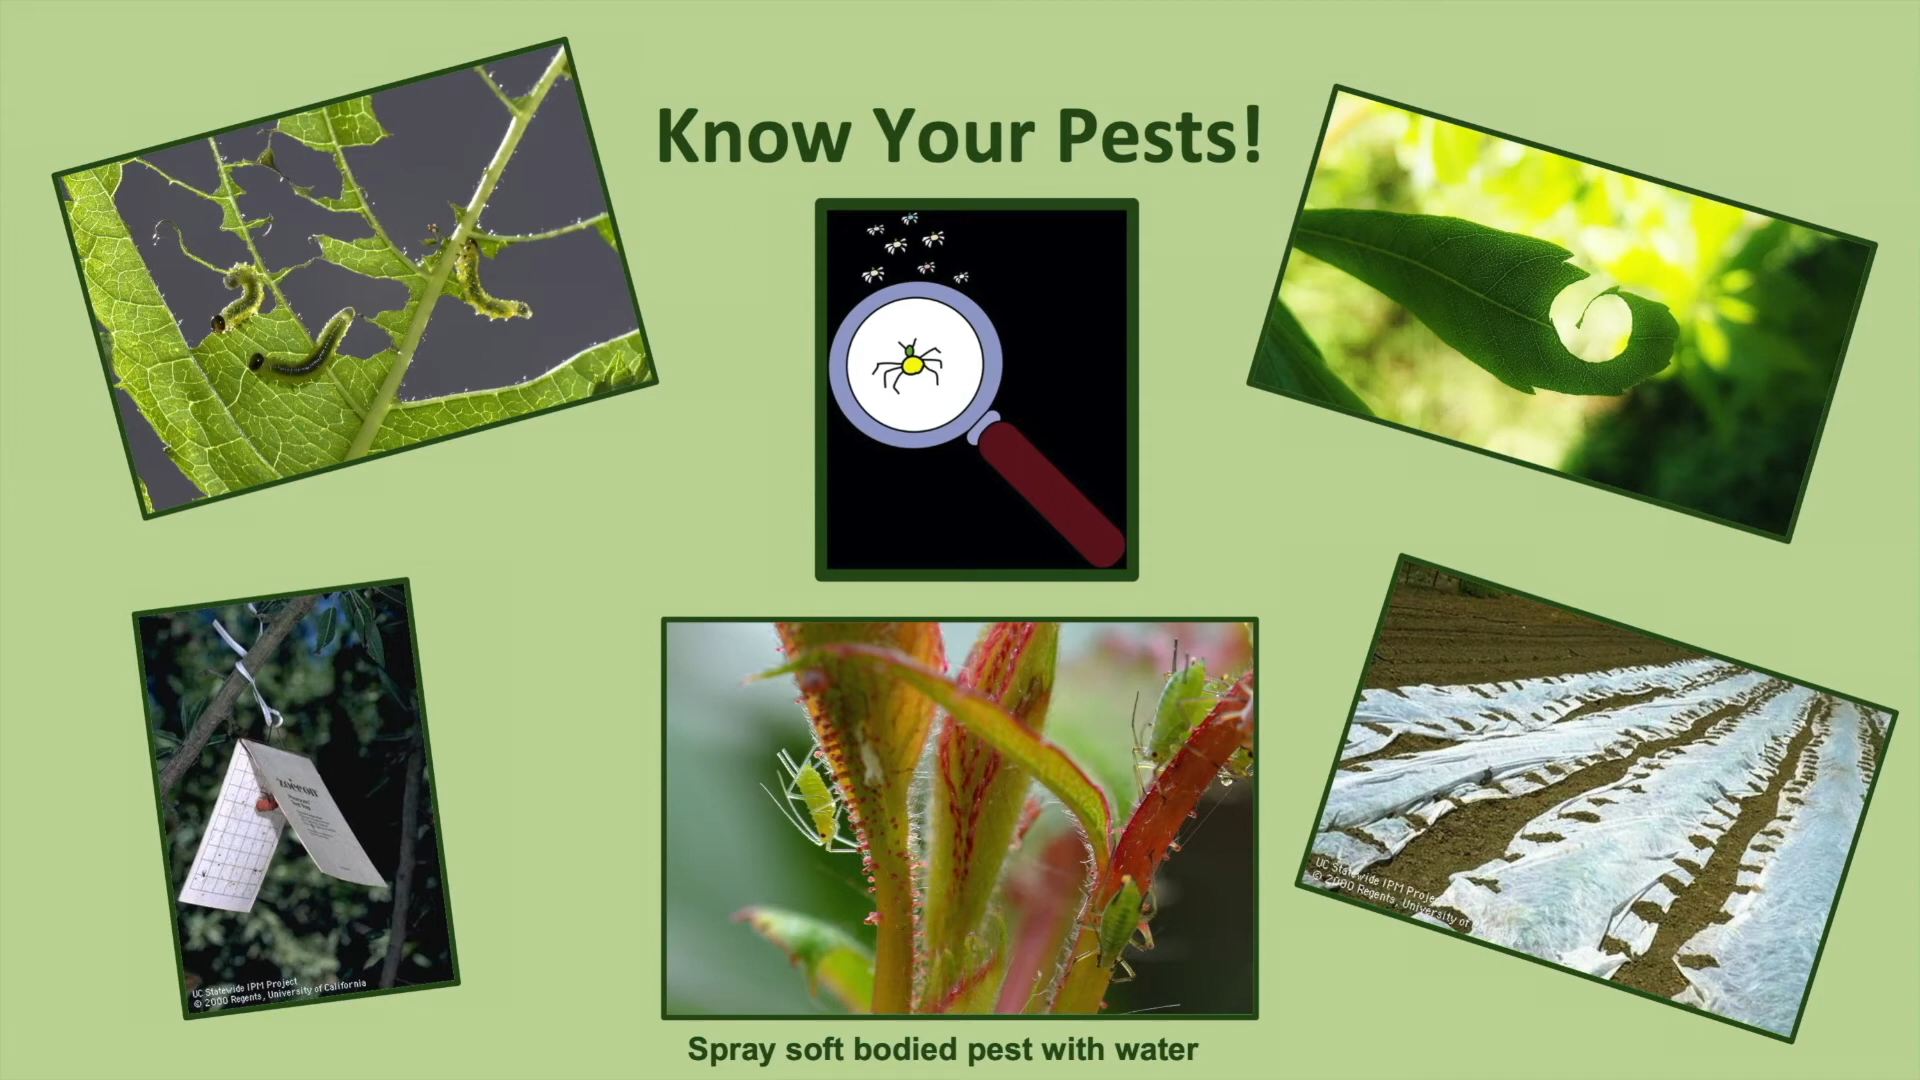 Know Your Pests!
zoecon
UC Statewide IPM Project
© 2000 Regents, University of California
UC Statewide IPM Project
© 2000 Regents, University of
Spray soft bodied pest with water